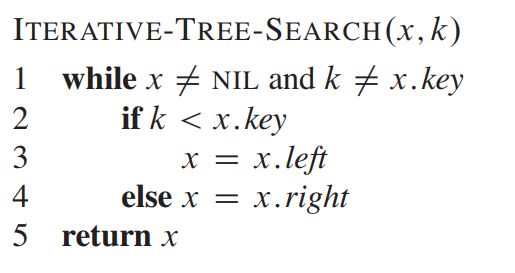 ITERATIVE-TREE-SEARCH(x, k)
1 while x ≠ NIL and k ≠ x.key
2 if k < x.key
3 x = x.left
4 else x = x.right
5 return x